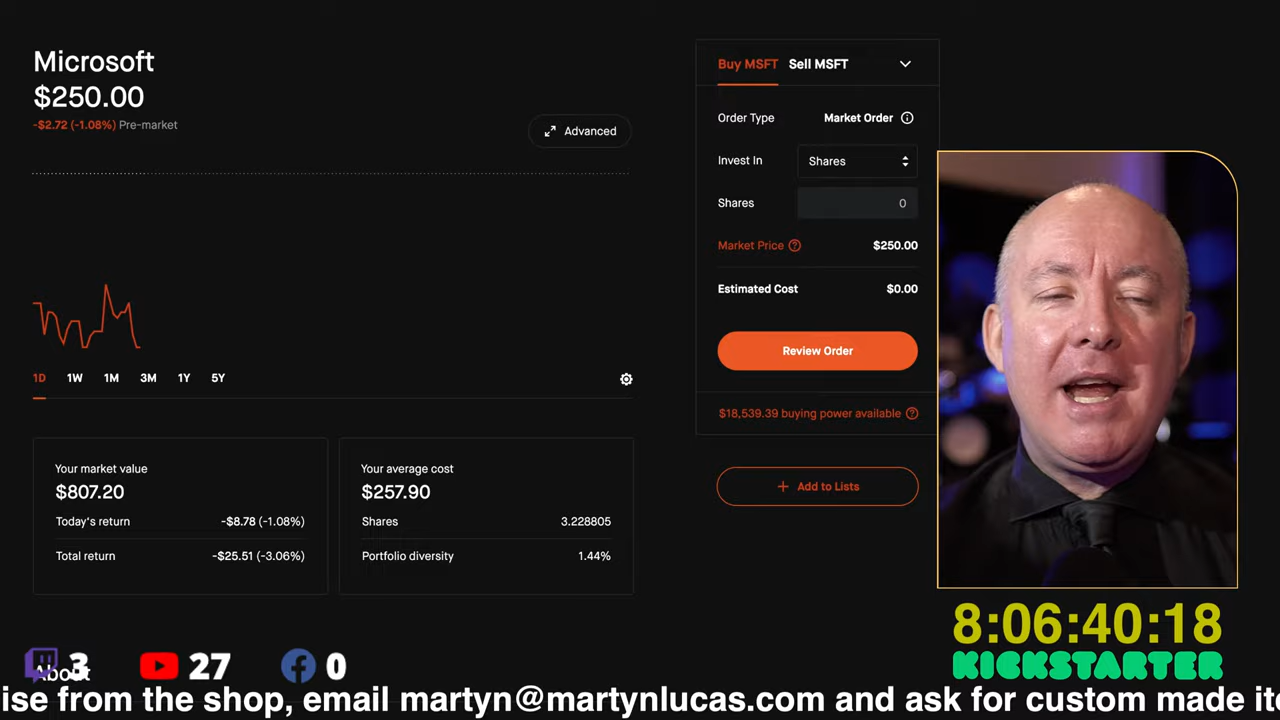 Microsoft
$250.00
-$2.72 (-1.08%) Pre-market
Advanced
1D 1W 1M 3M 1Y 5Y
Your market value
$807.20
Today's return -$8.78 (-1.08%)
Total return -$25.51 (-3.06%)
Your average cost
$257.90
Shares 3.228805
Portfolio diversity 1.44%
Buy MSFT Sell MSFT
Order Type Market Order
Invest In Shares
Shares 0
Market Price $250.00
Estimated Cost $0.00
Review Order
$18,539.39 buying power available
+ Add to Lists
8:06:40:18
KICKSTARTER
About
3 27 0
ise from the shop, email martyn@martynlucas.com and ask for custom made ite